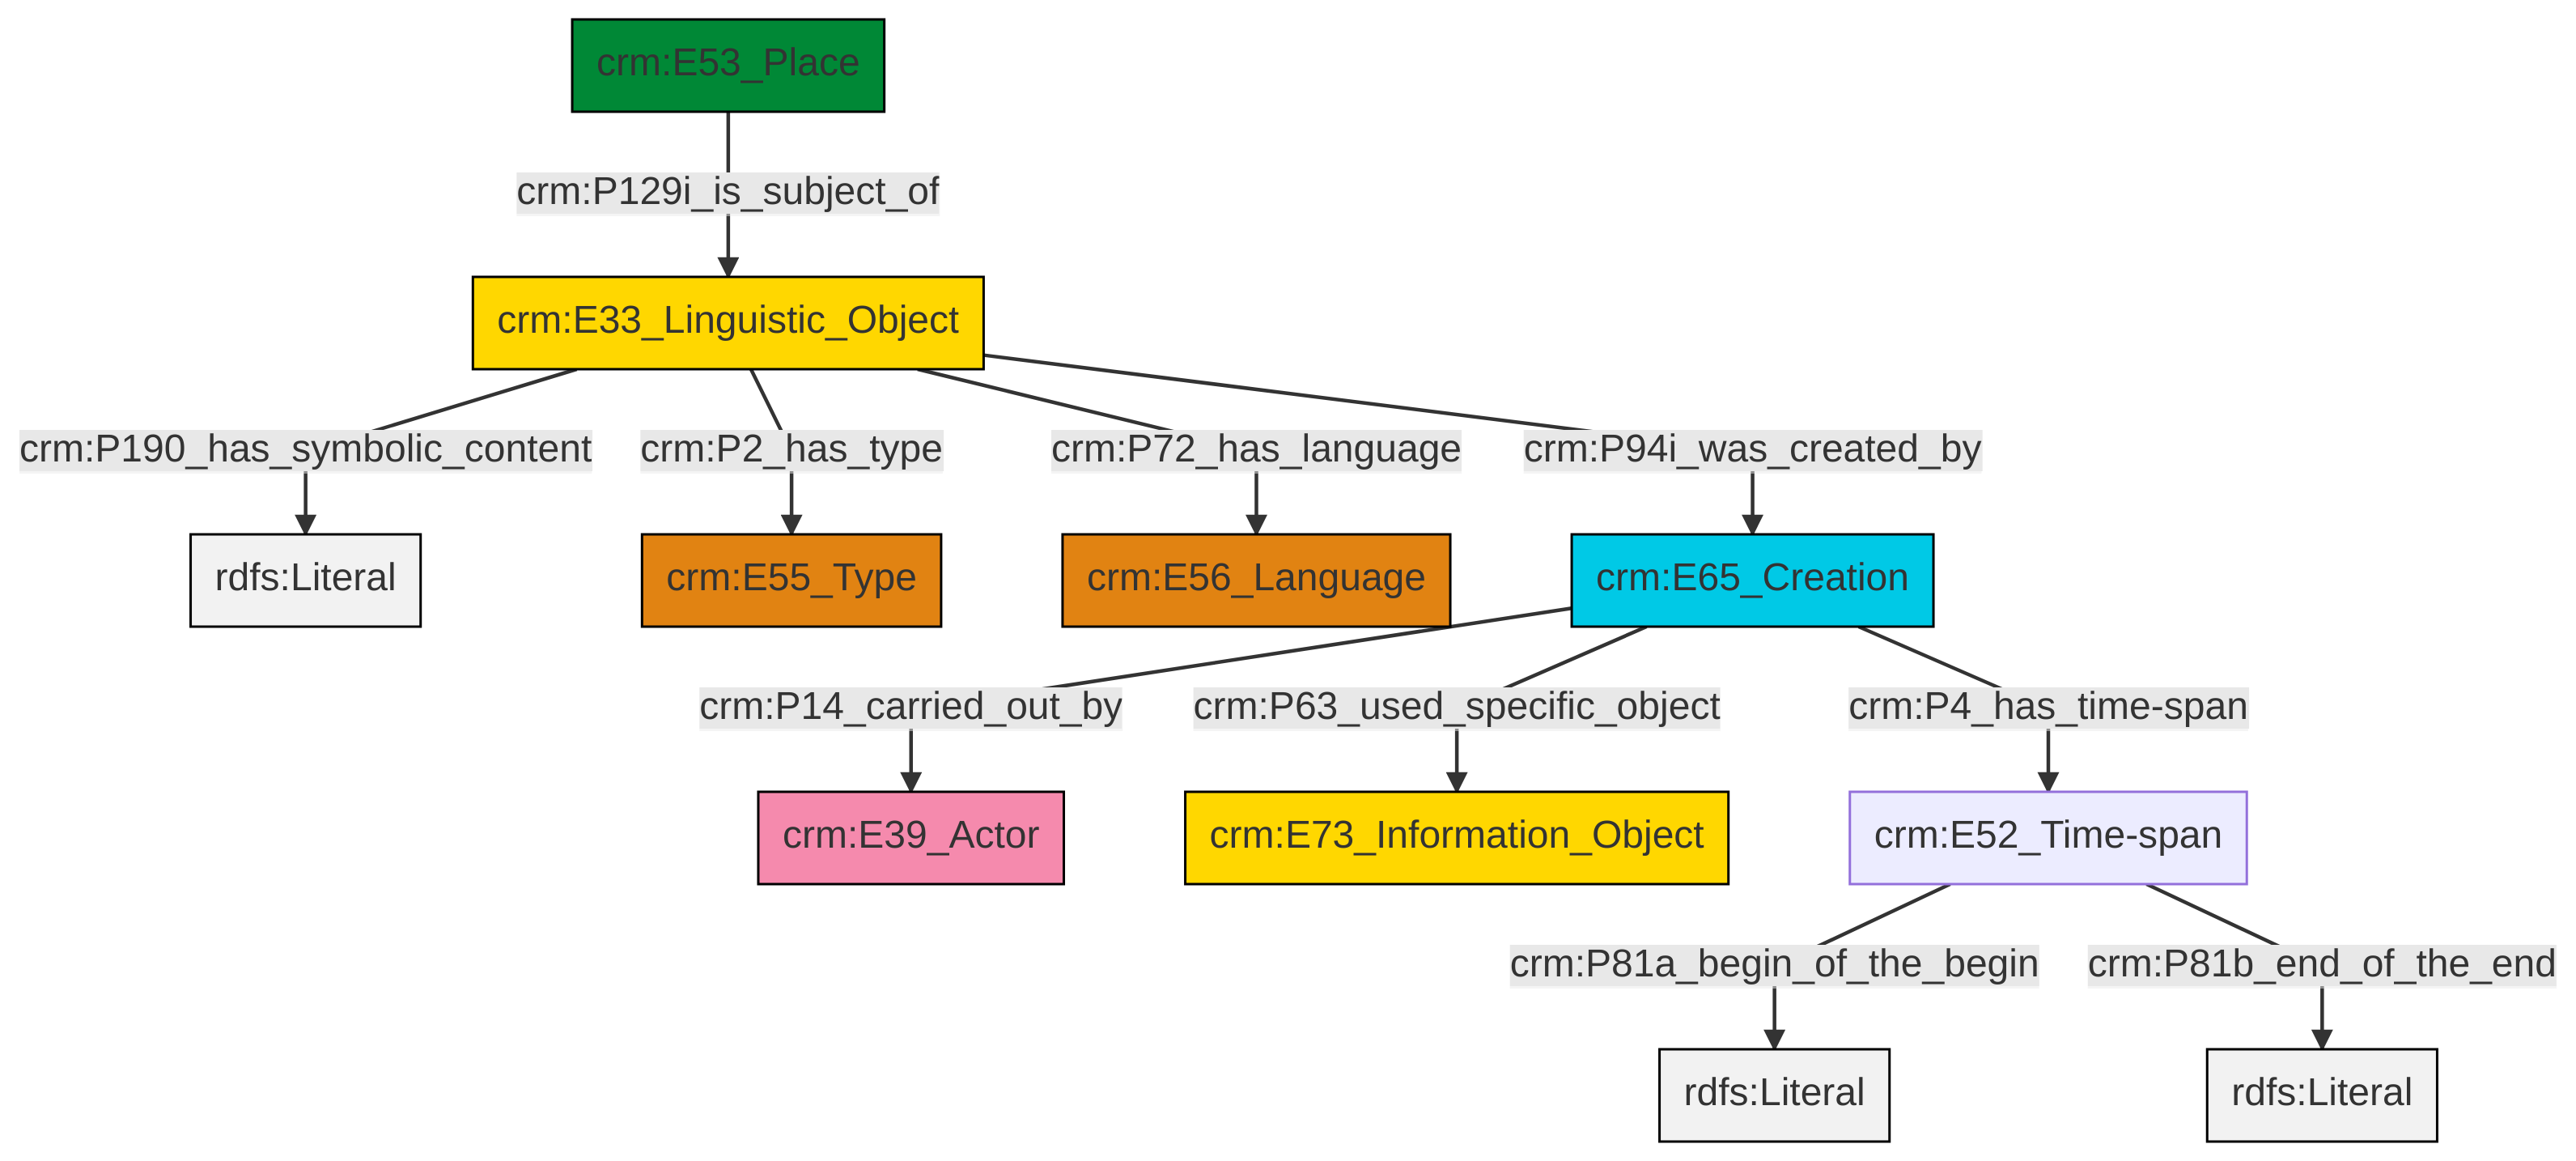 crm:E53_Place
crm:P129i_is_subject_of
crm:E33_Linguistic_Object
crm:P190_has_symbolic_content
crm:P2_has_type
crm:P72_has_language
crm:P94i_was_created_by
rdfs:Literal
crm:E55_Type
crm:E56_Language
crm:E65_Creation
crm:P14_carried_out_by
crm:P63_used_specific_object
crm:P4_has_time-span
crm:E39_Actor
crm:E73_Information_Object
crm:E52_Time-span
crm:P81a_begin_of_the_begin
crm:P81b_end_of_the_end
rdfs:Literal
rdfs:Literal